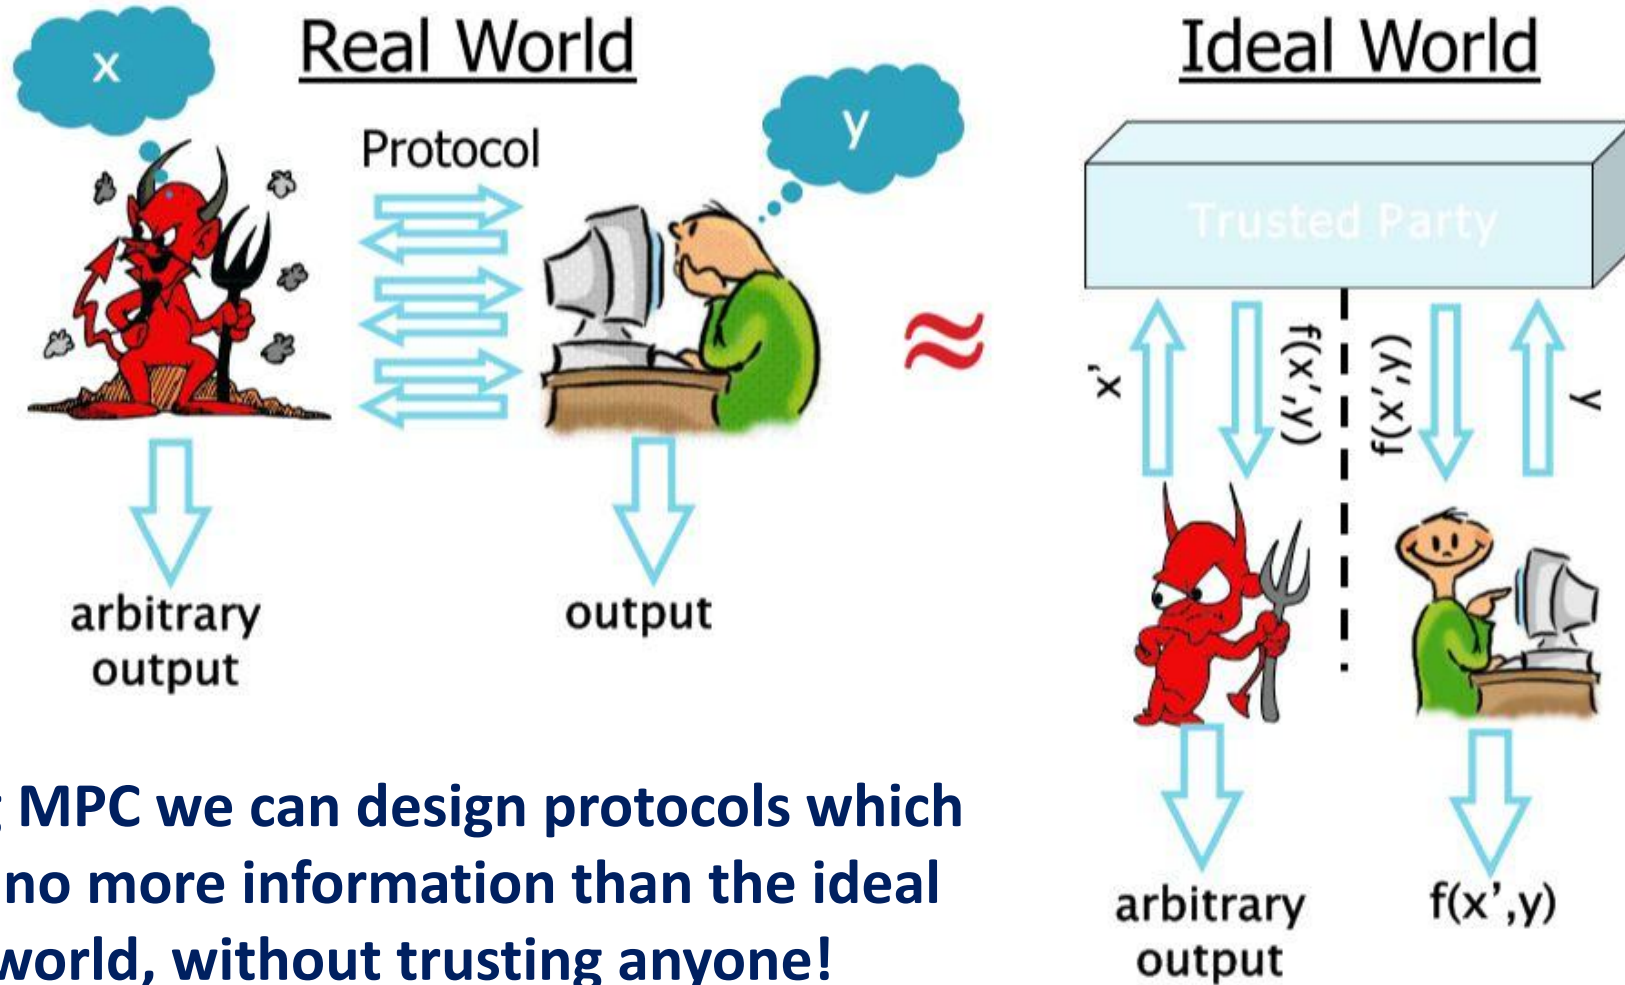 Real World
x
Protocol
y
arbitrary
output
output
≈
Ideal World
Trusted Party
x'
f(x',y)
f(x',y)
y
arbitrary
output
f(x',y)
MPC we can design protocols which
no more information than the ideal
world, without trusting anyone!